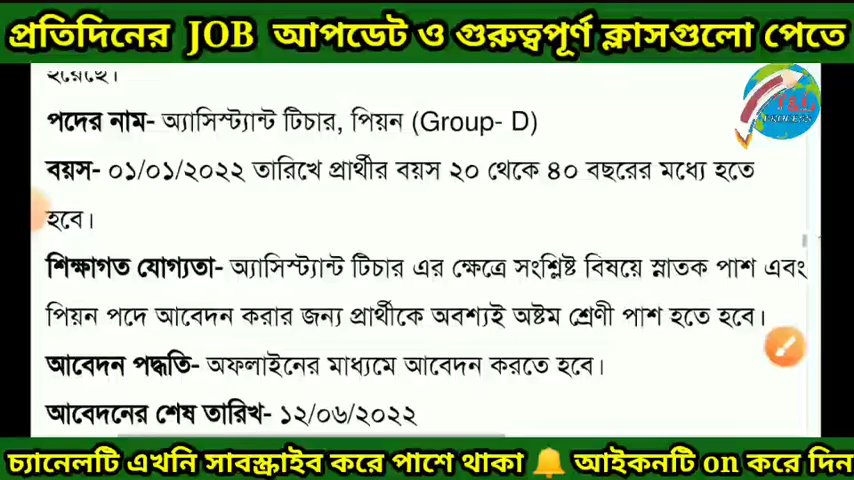 প্রতিদিনের JOB আপডেট ও গুরুত্বপূর্ণ ক্লাসগুলো পেতে
হয়েছে।
পদের নাম- অ্যাসিস্ট্যান্ট টিচার, পিয়ন (Group- D)
বয়স- ০১/০১/২০২২ তারিখে প্রার্থীর বয়স ২০ থেকে ৪০ বছরের মধ্যে হতে
হবে।
শিক্ষাগত যোগ্যতা- অ্যাসিস্ট্যান্ট টিচার এর ক্ষেত্রে সংশ্লিষ্ট বিষয়ে স্নাতক পাশ এবং
পিয়ন পদে আবেদন করার জন্য প্রার্থীকে অবশ্যই অষ্টম শ্রেণী পাশ হতে হবে।
আবেদন পদ্ধতি- অফলাইনের মাধ্যমে আবেদন করতে হবে।
আবেদনের শেষ তারিখ- ১২/০৬/২০২২
চ্যানেলটি এখনি সাবস্ক্রাইব করে পাশে থাকা আইকনটি on করে দিন